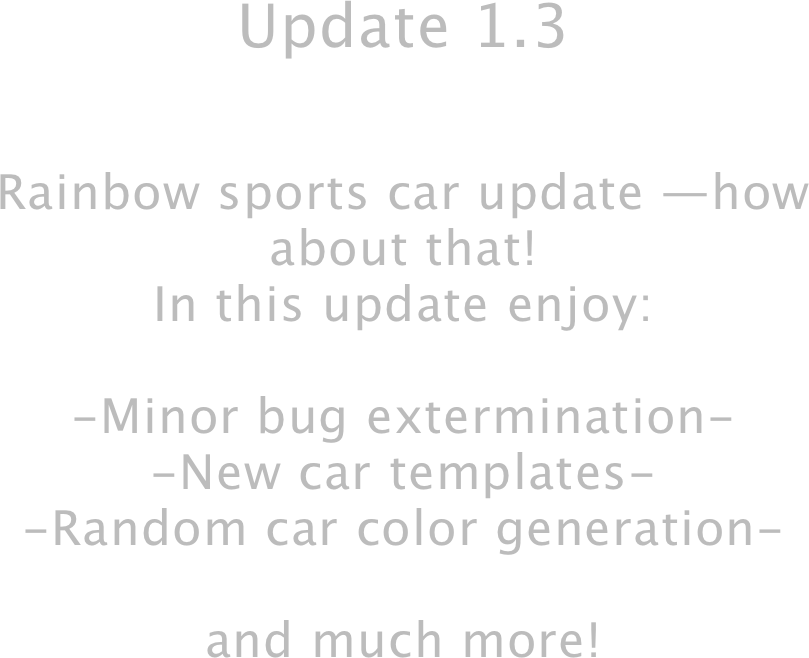 Update 1.3
Rainbow sports car update —how
about that!
In this update enjoy:
-Minor bug extermination-
-New car templates-
-Random car color generation-
and much more!